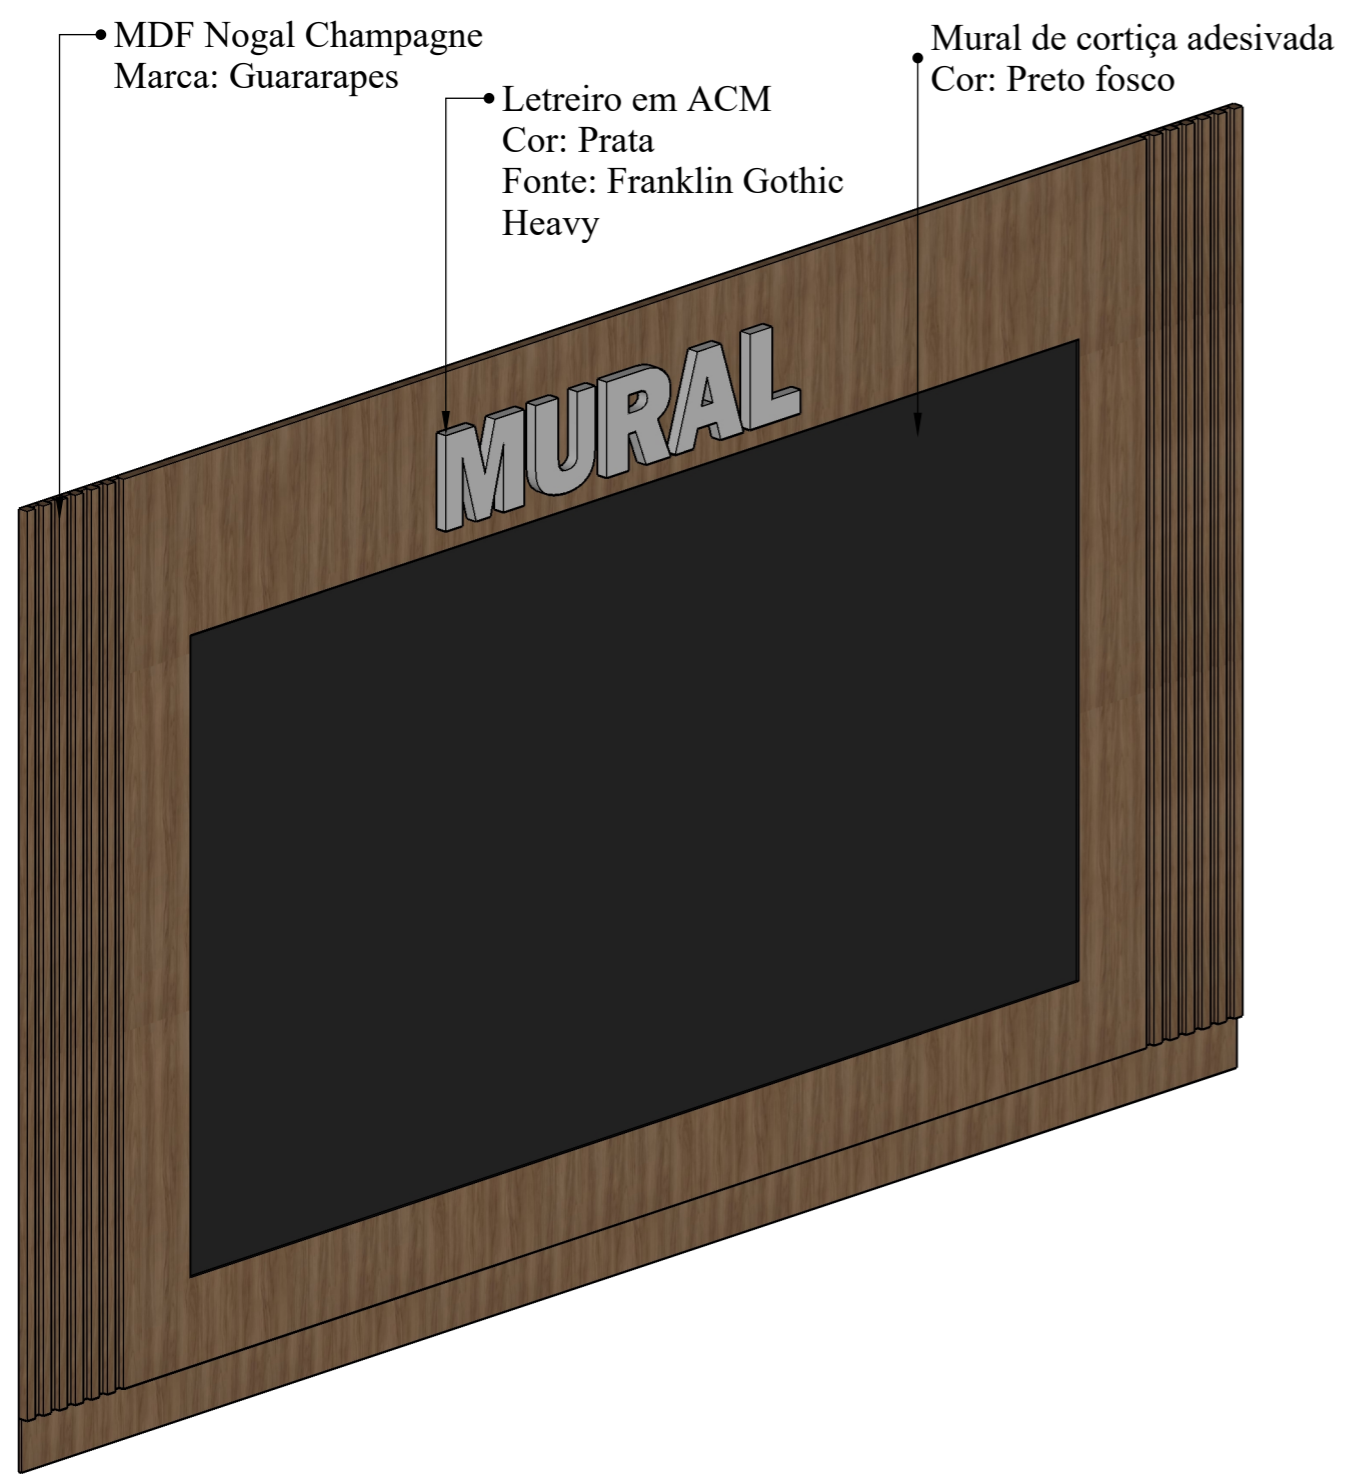 MDF Nogal Champagne
Marca: Guararapes
Letreiro em ACM
Cor: Prata
Fonte: Franklin Gothic
Heavy
Mural de cortiça adesivada
Cor: Preto fosco
MURAL